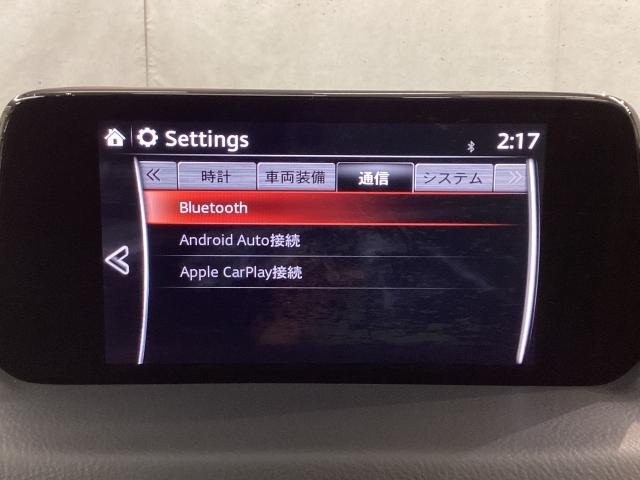 Settings 2:17
時計 車両装備 通信 システム
Bluetooth
Android Auto接続
Apple CarPlay接続